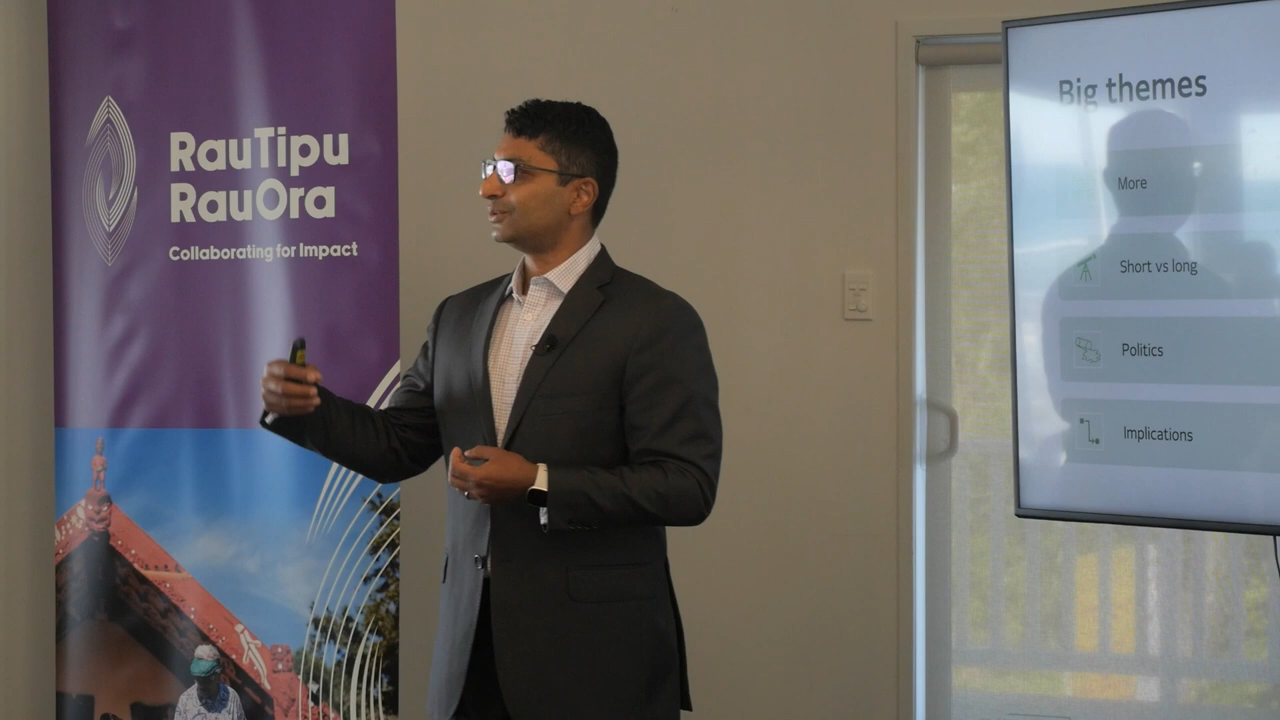 RauTipu
RauOra
Collaborating for Impact
Big themes
More
Short vs long
Politics
Implications